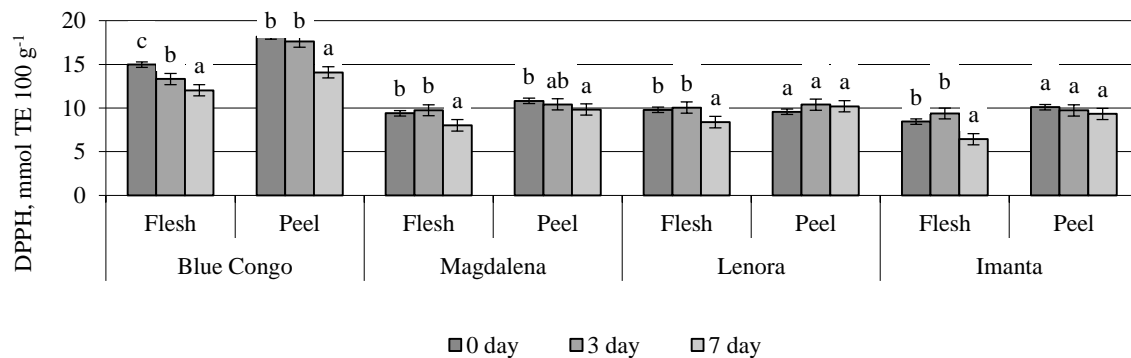 DPPH, mmol TE 100 g⁻¹
20
15
10
5
0
c b a b b a b b a b ab a b b a a a a b b a a a a
Flesh Peel Flesh Peel Flesh Peel Flesh Peel
Blue Congo Magdalena Lenora Imanta
0 day 3 day 7 day